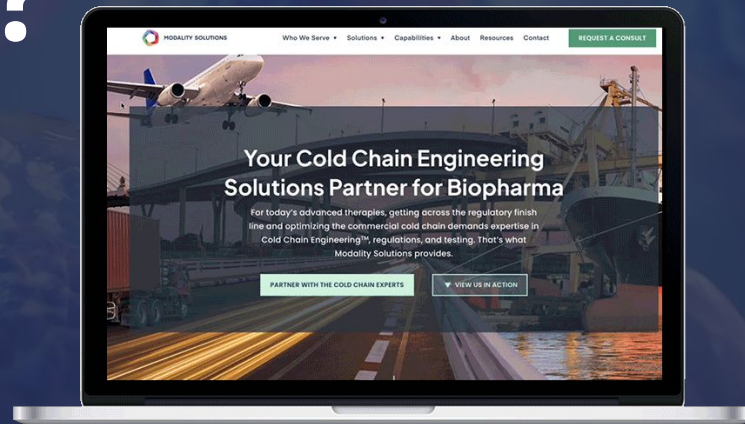 MODALITY SOLUTIONS
Who We Serve ▾ Solutions ▾ Capabilities ▾ About Resources Contact
REQUEST A CONSULT
Your Cold Chain Engineering
Solutions Partner for Biopharma
For today's advanced therapies, getting across the regulatory finish
line and optimizing the commercial cold chain demands expertise in
Cold Chain Engineering™, regulations, and testing. That's what
Modality Solutions provides.
PARTNER WITH THE COLD CHAIN EXPERTS
▼ VIEW US IN ACTION